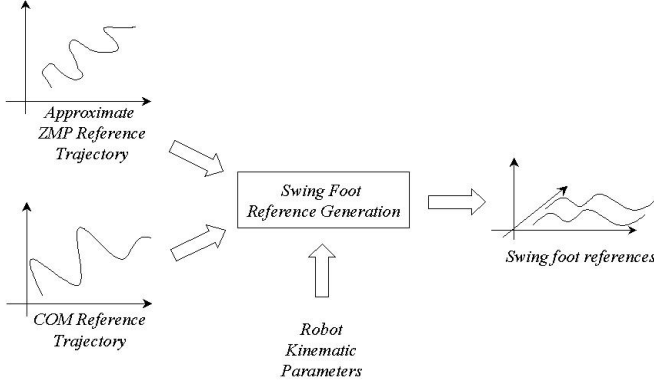 Approximate
ZMP Reference
Trajectory
Swing Foot
Reference Generation
Swing foot references
COM Reference
Trajectory
Robot
Kinematic
Parameters